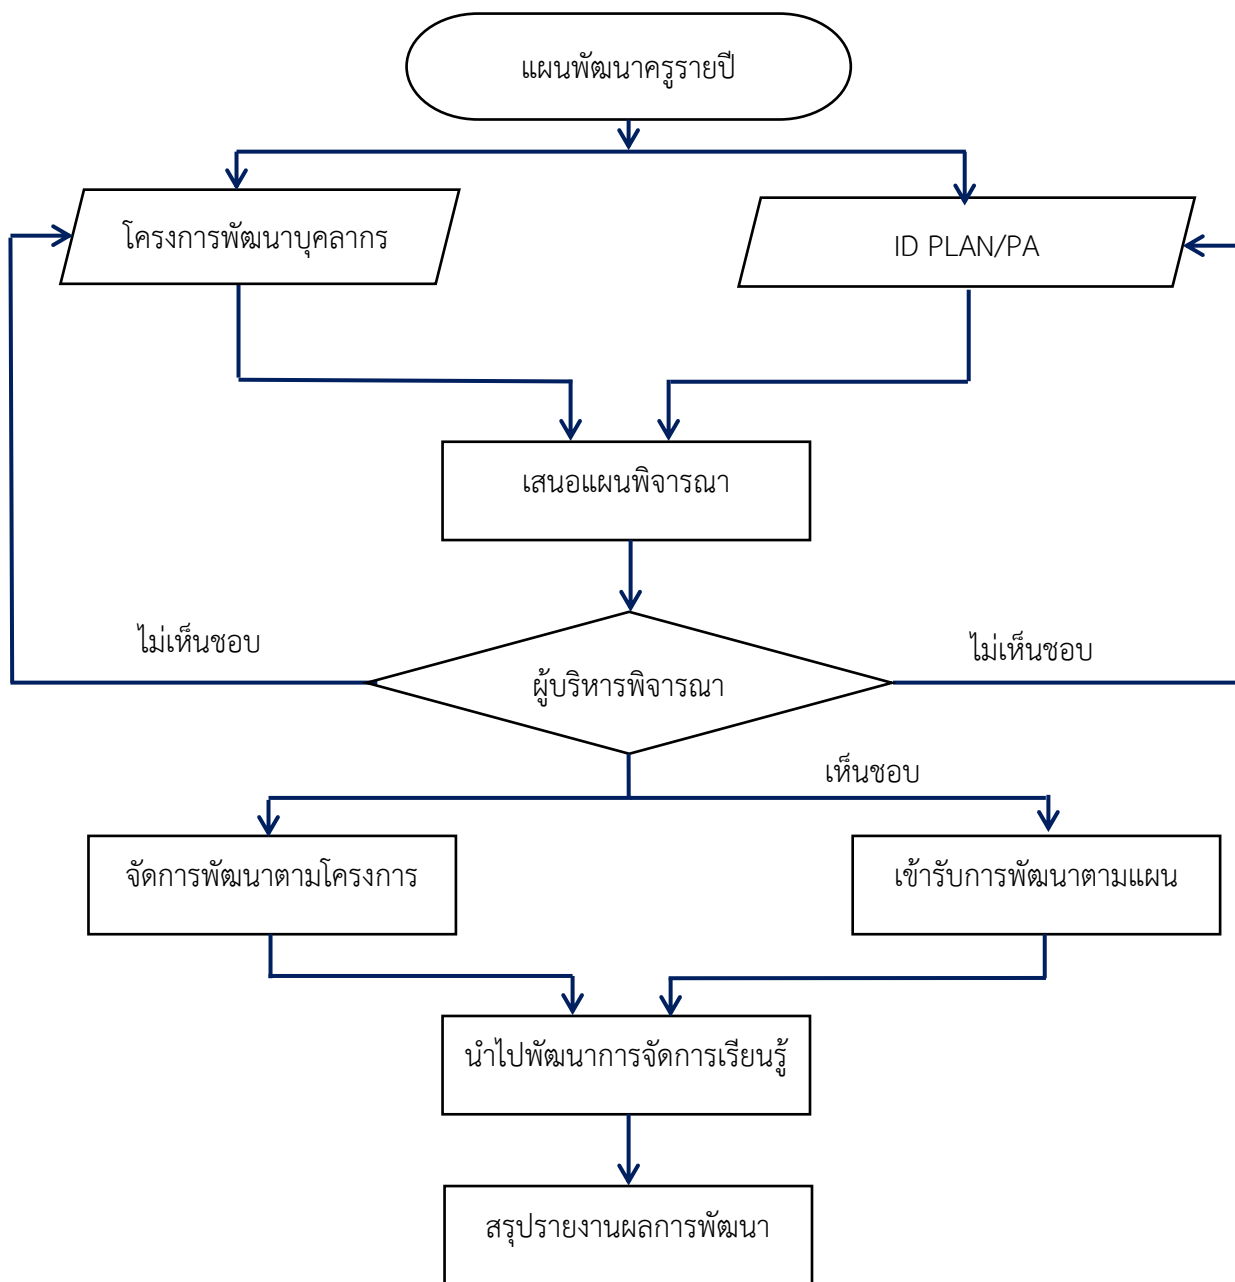 แผนพัฒนาครูรายปี
โครงการพัฒนาบุคลากร
ID PLAN/PA
เสนอแผนพิจารณา
ไม่เห็นชอบ
ไม่เห็นชอบ
ผู้บริหารพิจารณา
เห็นชอบ
จัดการพัฒนาตามโครงการ
เข้ารับการพัฒนาตามแผน
นำไปพัฒนาการจัดการเรียนรู้
สรุปรายงานผลการพัฒนา